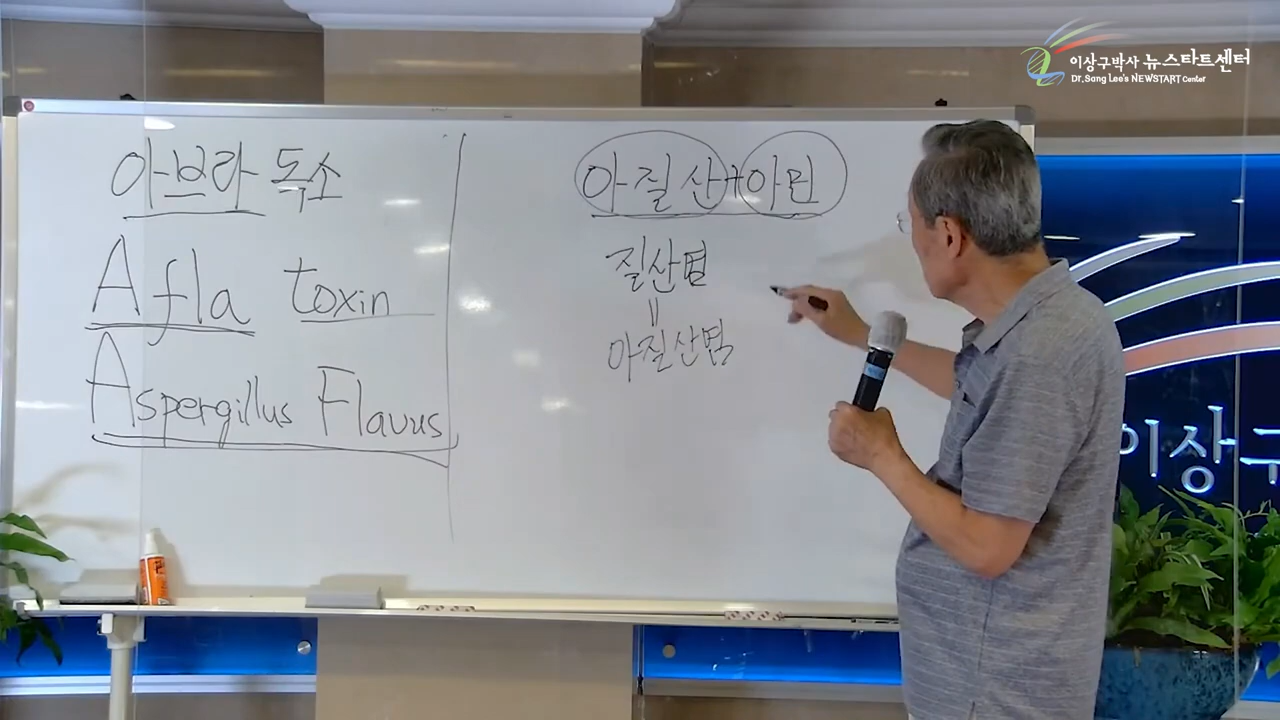 이상구박사 뉴스타트센터
Dr. Sang Lee's NEWSTART Center
아브라 독소
Afla toxin
Aspergillus Flavus
아질산+아민
질산염
=
아질산염
이상구